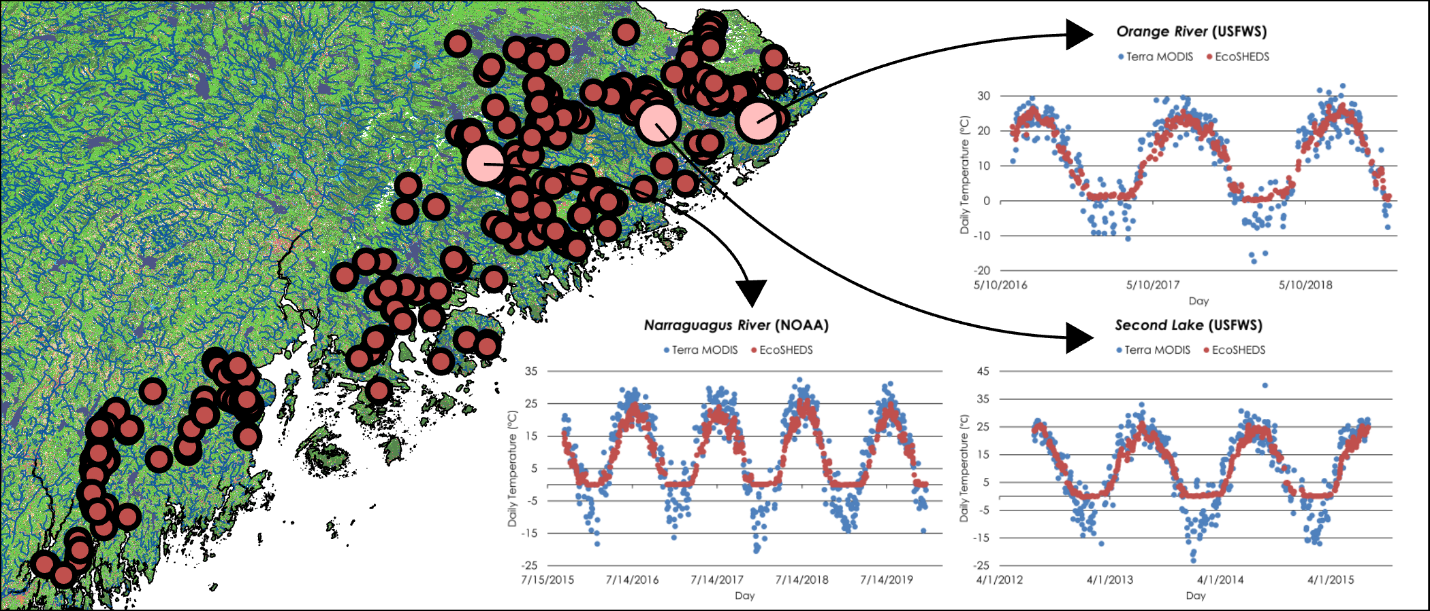 Orange River (USFWS)
Terra MODIS EcoSHEDS
Daily Temperature (ºC)
30
20
10
0
-10
-20
5/10/2016 5/10/2017 5/10/2018
Day
Narraguagus River (NOAA)
Terra MODIS EcoSHEDS
Daily Temperature (ºC)
35
25
15
5
-5
-15
-25
7/15/2015 7/14/2016 7/14/2017 7/14/2018 7/14/2019
Day
Second Lake (USFWS)
Terra MODIS EcoSHEDS
Daily Temperature (ºC)
45
35
25
15
5
-5
-15
-25
4/1/2012 4/1/2013 4/1/2014 4/1/2015
Day